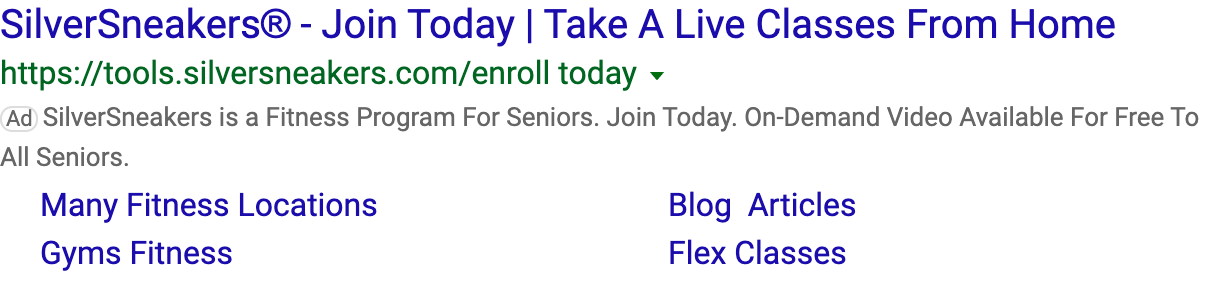 SilverSneakers® - Join Today | Take A Live Classes From Home
https://tools.silversneakers.com/enroll today
Ad SilverSneakers is a Fitness Program For Seniors. Join Today. On-Demand Video Available For Free To
All Seniors.
Many Fitness Locations
Blog Articles
Gyms Fitness
Flex Classes